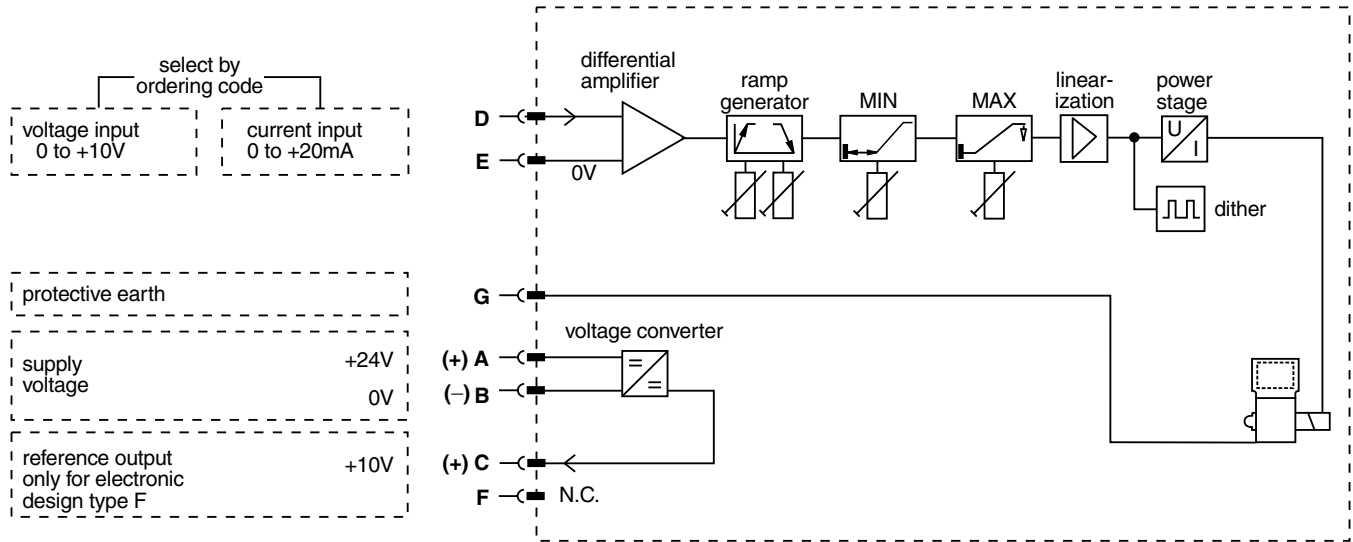 select by
ordering code
voltage input
0 to +10V
current input
0 to +20mA
protective earth
supply
voltage
+24V
0V
reference output
only for electronic
design type F
+10V
D
E
G
(+) A
(−) B
(+) C
F
differential
amplifier
0V
ramp
generator
MIN
MAX
linear-
ization
power
stage
U
I
dither
voltage converter
N.C.